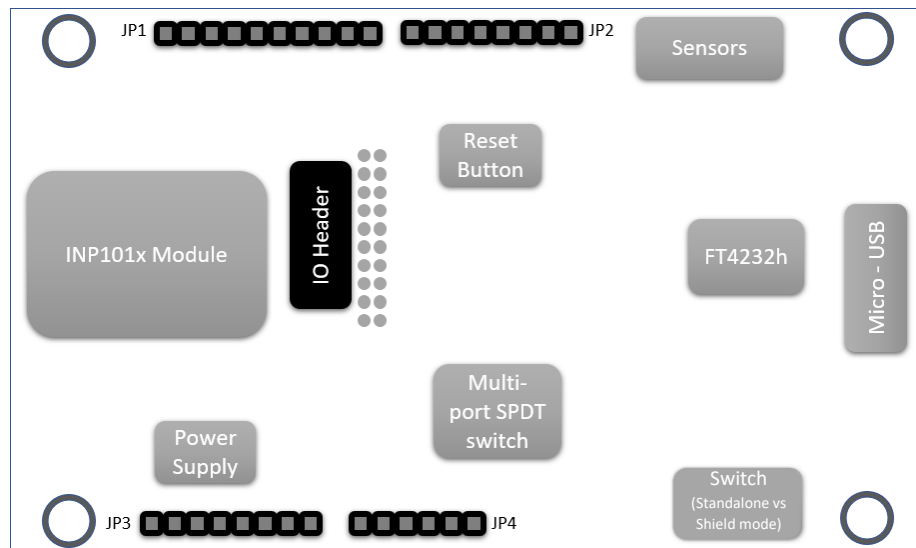 JP1
JP2
Sensors
Reset
Button
INP101x Module
IO Header
FT4232h
Micro - USB
Multi-
port SPDT
switch
Power
Supply
Switch
(Standalone vs
Shield mode)
JP3
JP4